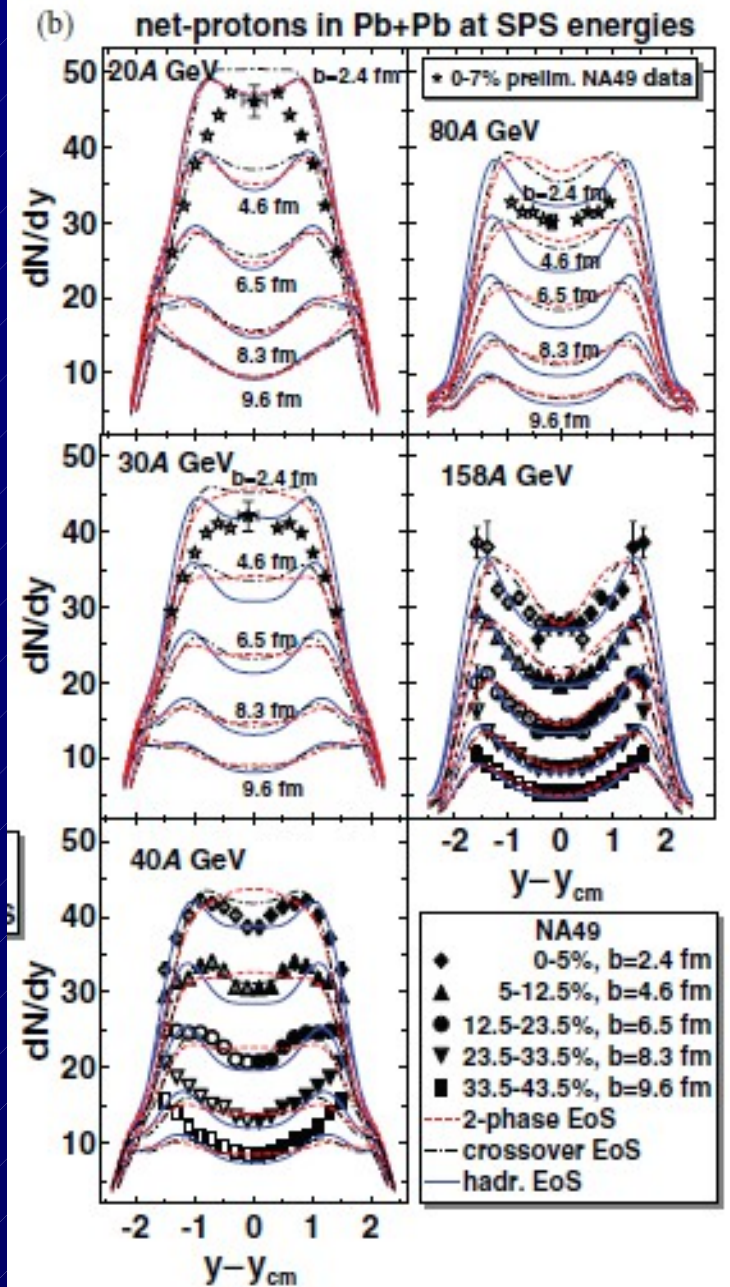 (b) net-protons in Pb+Pb at SPS energies
20A GeV
b=2.4 fm
4.6 fm
6.5 fm
8.3 fm
9.6 fm
50
40
30
20
10
dN/dy
★ 0-7% prelim. NA49 data
80A GeV
b=2.4 fm
4.6 fm
6.5 fm
8.3 fm
9.6 fm
30A GeV
b=2.4 fm
4.6 fm
6.5 fm
8.3 fm
9.6 fm
50
40
30
20
10
dN/dy
158A GeV
-2 -1 0 1 2
y-ycm
40A GeV
50
40
30
20
10
dN/dy
-2 -1 0 1 2
y-ycm
NA49
◆ 0-5%, b=2.4 fm
▲ 5-12.5%, b=4.6 fm
● 12.5-23.5%, b=6.5 fm
▼ 23.5-33.5%, b=8.3 fm
■ 33.5-43.5%, b=9.6 fm
2-phase EoS
crossover EoS
hadr. EoS